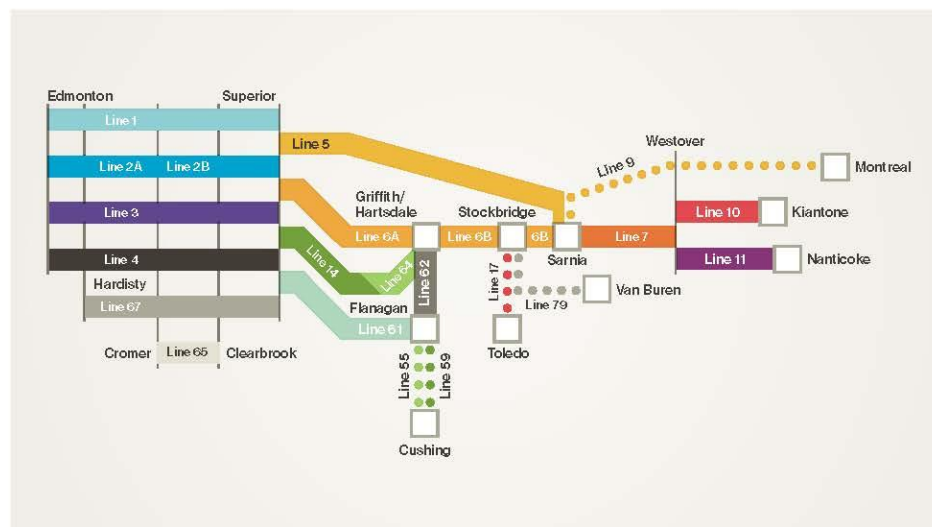 Edmonton
Superior
Line 1
Line 5
Westover
Line 9
Montreal
Line 2A
Line 2B
Griffith/
Hartsdale
Stockbridge
Line 3
Line 10
Kiantone
Line 6A
Line 6B
6B
Line 7
Sarnia
Line 4
Line 14
Line 64
Line 62
Line 11
Nanticoke
Hardisty
Line 17
Van Buren
Line 79
Line 67
Flanagan
Line 61
Toledo
Cromer
Line 65
Clearbrook
Line 55
Line 59
Cushing